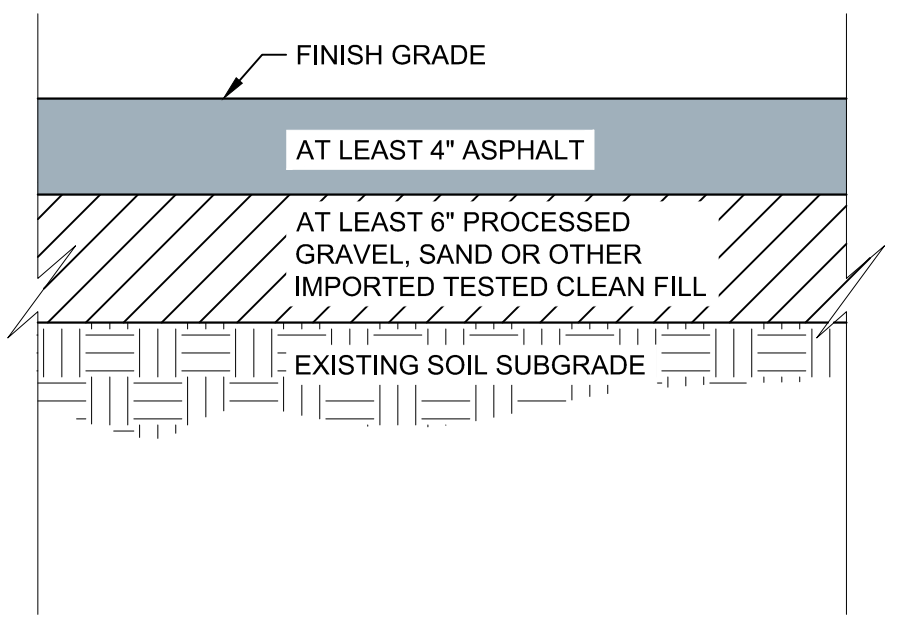 FINISH GRADE
AT LEAST 4" ASPHALT
AT LEAST 6" PROCESSED
GRAVEL, SAND OR OTHER
IMPORTED TESTED CLEAN FILL
EXISTING SOIL SUBGRADE